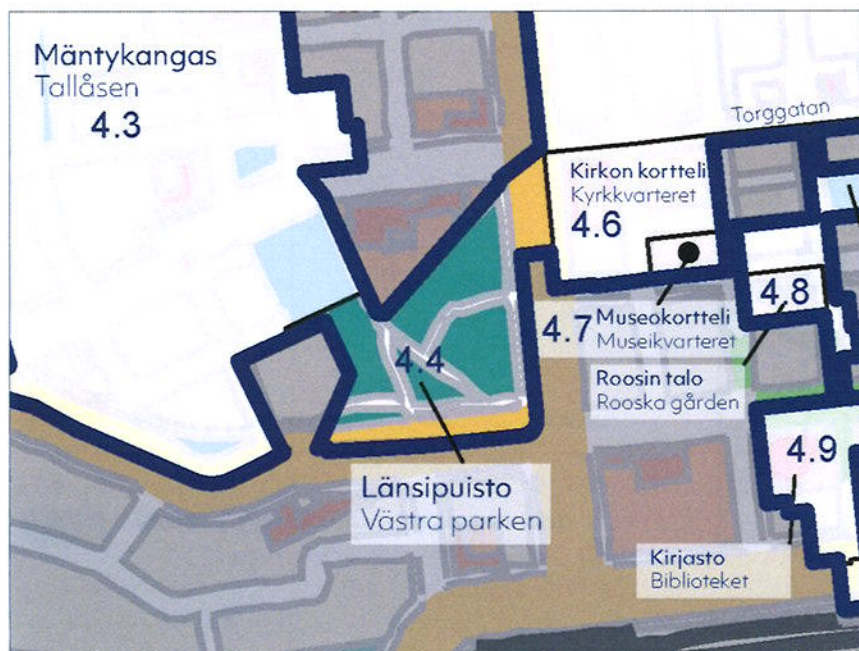 Mäntykangas
Tallåsen
4.3
Torggatan
Kirkon kortteli
Kyrkkvarteret
4.6
4.8
4.7
Museokortteli
Museikvarteret
4.4
Roosin talo
Rooska gården
4.9
Länsipuisto
Västra parken
Kirjasto
Biblioteket